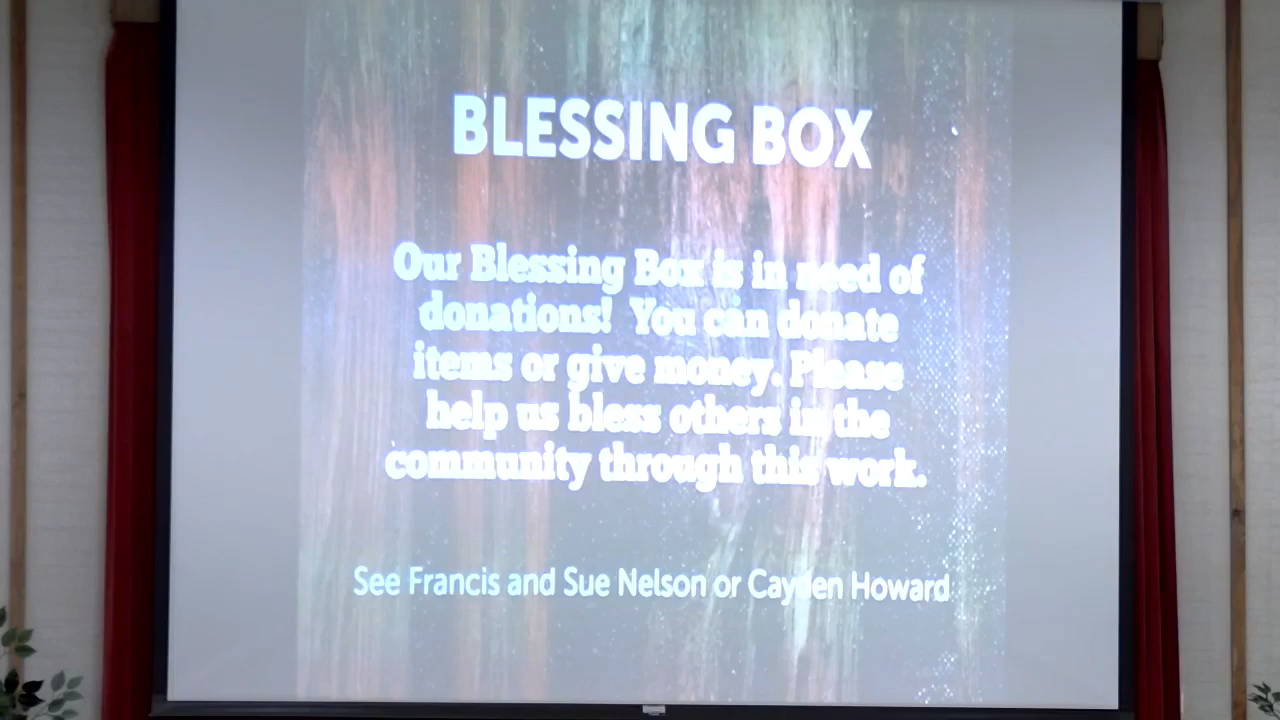 BLESSING BOX
Our Blessing Box is in need of
donations! You can donate
items or give money. Please
help us bless others in the
community through this work.
See Francis and Sue Nelson or Cayden Howard